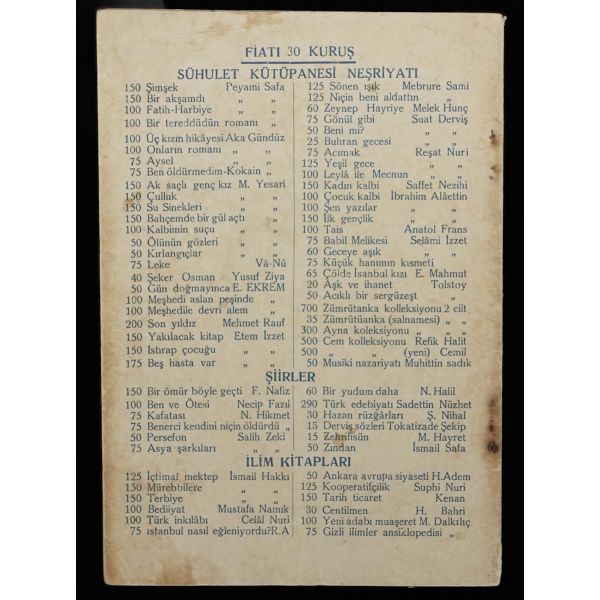 FİATI 30 KURUŞ
SÜHULET KÜTÜPANESİ NEŞRİYATI
150 Şimşek Peyami Safa
150 Bir akşamdı „ „
100 Fatih-Harbiye „ „
100 Bir tereddüdün romanı „ „
100 Üç kızın hikâyesi Aka Gündüz
100 Onların romanı „ „
75 Aysel „ „
75 Ben öldürmedim-Kokain „
150 Ak saçlı genç kız M. Yesari
150 Çulluk „ „
150 Su Sinekleri „ „
150 Bahçemde bir gül açtı „ „
100 Kalbimin suçu „ „
50 Ölünün gözleri „ „
50 Kırlangıçlar „ „
75 Leke Vâ-Nû
40 Şeker Osman Yusuf Ziya
50 Gün doğmayınca E. EKREM
100 Meşhedi aslan peşinde „
100 Meşhedile devri alem „
200 Son yıldız Mehmet Rauf
150 Yakılacak kitap Etem İzzet
150 Istırap çocuğu „ „
175 Beş hasta var „ „
125 Sönen ışık Mebrure Sami
125 Niçin beni aldattın „
60 Zeynep Hayriye Melek Hunç
75 Gönül gibi Suat Derviş
50 Beni mi? „ „
25 Buhran gecesi „ „
75 Acımak Reşat Nuri
125 Yeşil gece „ „
100 Leylâ ile Mecnun „ „
150 Kadın kalbi Saffet Nezihi
100 Çocuk kalbi İbrahim Alâettin
100 Şen yazılar „ „
150 İlk gençlik „ „
100 Tais Anatol Frans
75 Babil Melikesi Selâmi İzzet
60 Geceye aşık „ „
75 Küçük hanımın kısmeti
65 Çölde İsanbul kızı E. Mahmut
20 Aşk ve ihanet Tolstoy
50 Acıklı bir sergüzeşt „
700 Zümrütanka kolleksiyonu 2 cilt
35 Zümrütüanka (salnamesi) „ „
300 Ayna koleksiyonu „ „
500 Cem kolleksiyonu Refik Halit
500 „ „ (yeni) Cemil
50 Musiki nazariyatı Muhittin sadık
ŞİİRLER
150 Bir ömür böyle geçti F. Nafiz
100 Ben ve Ötesi Necip Fazıl
75 Kafatası N. Hikmet
75 Benerci kendini niçin öldürdü „
50 Persefon Salih Zeki
75 Asya şarkıları „ „
60 Bir yudum daha N. Halil
290 Türk edebiyatı Sadettin Nüzhet
30 Hazan rüzğârları Ş. Nihal
15 Derviş sözleri Tokatizade Şekip
15 Zehnisün M. Hayret
50 Zindan İsmail Safa
İLİM KİTAPLARI
125 İçtimaî mektep İsmail Hakkı
150 Mürebbilere „ „
150 Terbiye „ „
100 Bediiyat Mustafa Namık
100 Türk inkılâbı Celâl Nuri
75 ıstanbul nasıl eğleniyordu?R.A
50 Ankara avrupa siyaseti H.Adem
125 Kooperatifçilik Suphi Nuri
150 Tarih ticaret Kenan
30 Centilmen H. Bahri
100 Yeni adabı muaşeret M. Dalkılıç
75 Gizli ilimler ansiklopedisi „